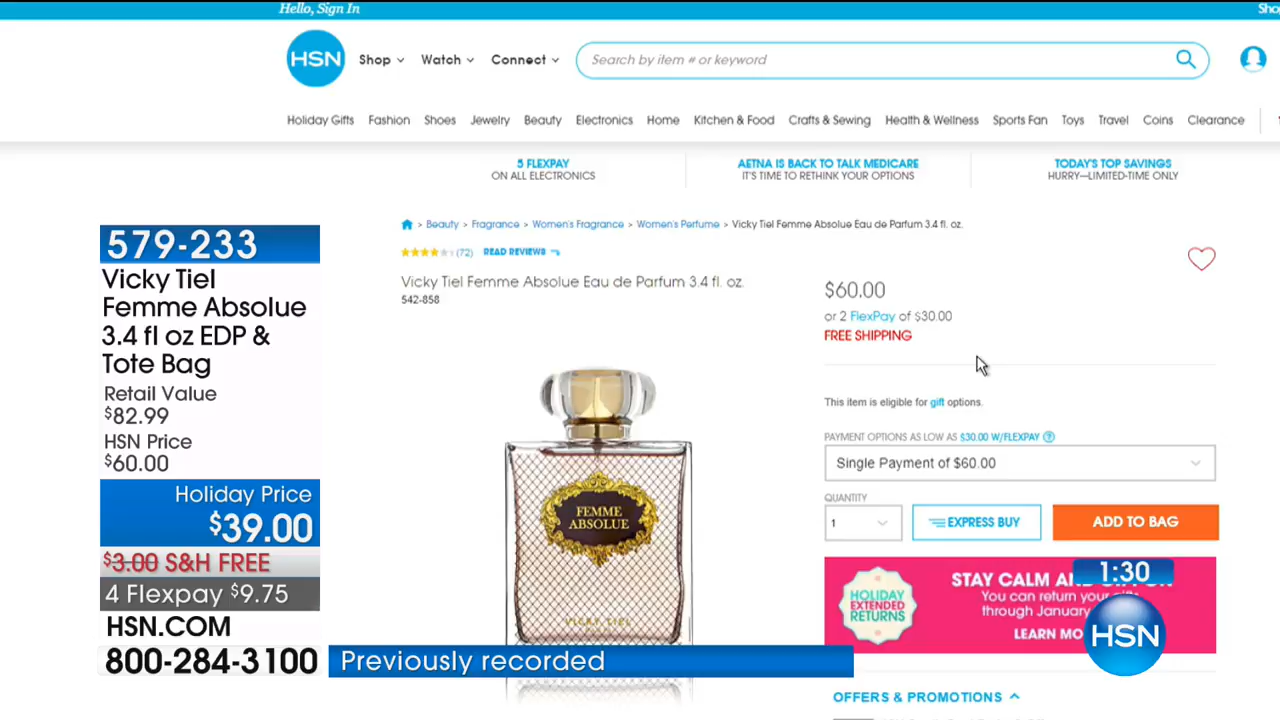 Hello, Sign In
Sho
HSN
Shop
Watch
Connect
Search by item # or keyword
Holiday Gifts
Fashion
Shoes
Jewelry
Beauty
Electronics
Home
Kitchen & Food
Crafts & Sewing
Health & Wellness
Sports Fan
Toys
Travel
Coins
Clearance
5 FLEXPAY
ON ALL ELECTRONICS
AETNA IS BACK TO TALK MEDICARE
IT'S TIME TO RETHINK YOUR OPTIONS
TODAY'S TOP SAVINGS
HURRY—LIMITED-TIME ONLY
> Beauty > Fragrance > Women's Fragrance > Women's Perfume > Vicky Tiel Femme Absolue Eau de Parfum 3.4 fl. oz.
(72) READ REVIEWS
Vicky Tiel Femme Absolue Eau de Parfum 3.4 fl. oz.
542-858
$60.00
or 2 FlexPay of $30.00
FREE SHIPPING
This item is eligible for gift options.
PAYMENT OPTIONS AS LOW AS $30.00 W/FLEXPAY ?
Single Payment of $60.00
QUANTITY
1
EXPRESS BUY
ADD TO BAG
HOLIDAY
EXTENDED
RETURNS
STAY CALM AND
You can return your gifts
through January
LEARN MO
OFFERS & PROMOTIONS
FEMME
ABSOLUE
VICKY TIEL
579-233
Vicky Tiel
Femme Absolue
3.4 fl oz EDP &
Tote Bag
Retail Value
$82.99
HSN Price
$60.00
Holiday Price
$39.00
$3.00 S&H FREE
4 Flexpay $9.75
HSN.COM
800-284-3100
Previously recorded
1:30
HSN